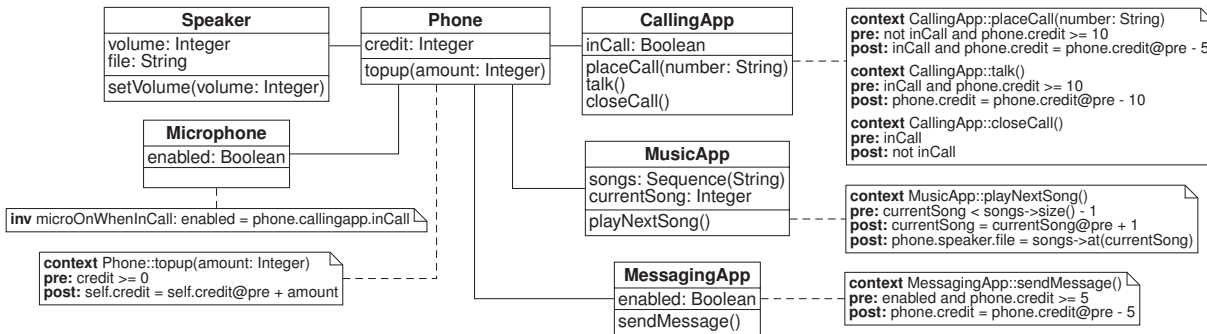 Speaker
volume: Integer
file: String
setVolume(volume: Integer)
Phone
credit: Integer
topup(amount: Integer)
CallingApp
inCall: Boolean
placeCall(number: String)
talk()
closeCall()
context CallingApp::placeCall(number: String)
pre: not inCall and phone.credit >= 10
post: inCall and phone.credit = phone.credit@pre - 5
context CallingApp::talk()
pre: inCall and phone.credit >= 10
post: phone.credit = phone.credit@pre - 10
context CallingApp::closeCall()
pre: inCall
post: not inCall
Microphone
enabled: Boolean
inv microOnWhenInCall: enabled = phone.callingapp.inCall
MusicApp
songs: Sequence(String)
currentSong: Integer
playNextSong()
context MusicApp::playNextSong()
pre: currentSong < songs->size() - 1
post: currentSong = currentSong@pre + 1
post: phone.speaker.file = songs->at(currentSong)
context Phone::topup(amount: Integer)
pre: credit >= 0
post: self.credit = self.credit@pre + amount
MessagingApp
enabled: Boolean
sendMessage()
context MessagingApp::sendMessage()
pre: enabled and phone.credit >= 5
post: phone.credit = phone.credit@pre - 5